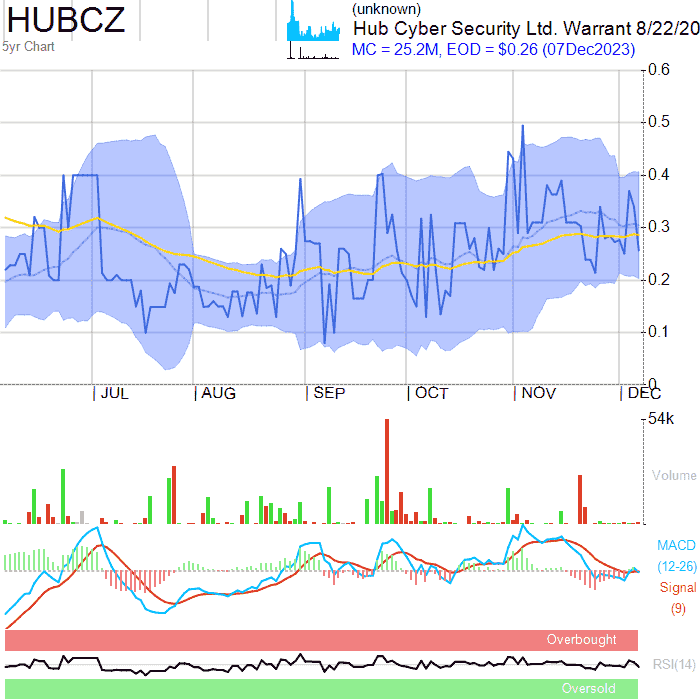 HUBCZ
5yr Chart
(unknown)
Hub Cyber Security Ltd. Warrant 8/22/20
MC = 25.2M, EOD = $0.26 (07Dec2023)
0.6
0.5
0.4
0.3
0.2
0.1
0
JUL AUG SEP OCT NOV DEC
54k
Volume
MACD
(12-26)
Signal
(9)
Overbought
RSI(14)
Oversold